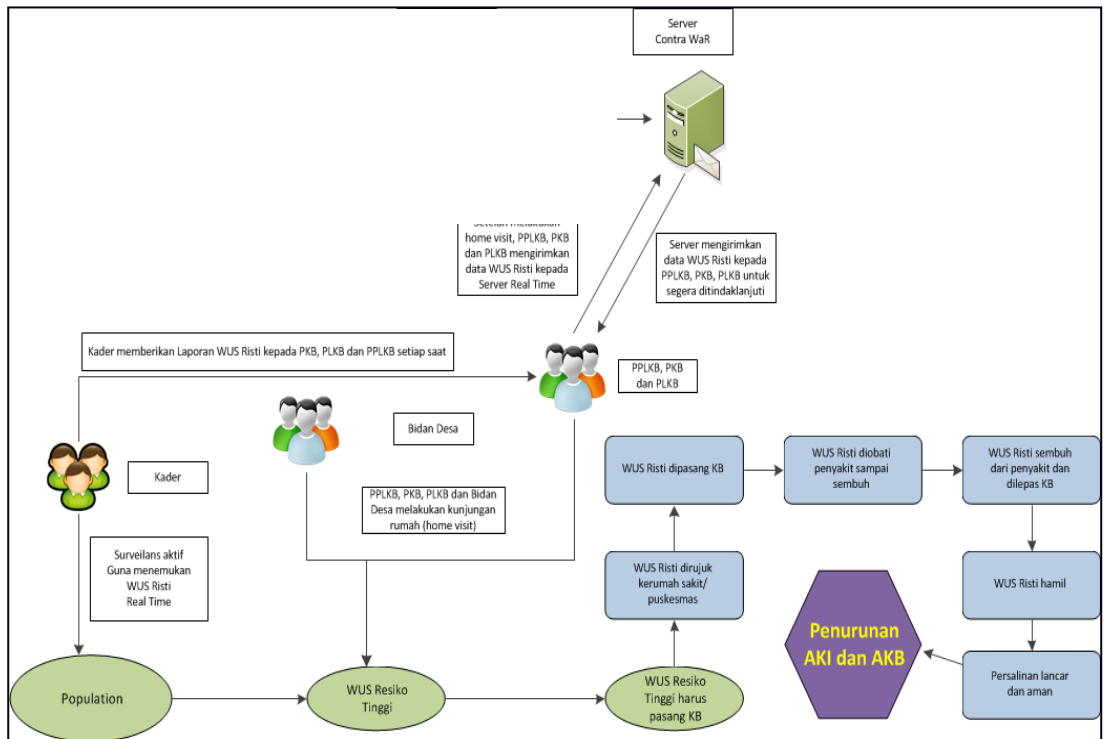 Server
Contra WaR
home visit, PPLKB, PKB
dan PLKB mengirimkan
data WUS Risti kepada
Server Real Time
Server mengirimkan
data WUS Risti kepada
PPLKB, PKB, PLKB untuk
segera ditindaklanjuti
Kader memberikan Laporan WUS Risti kepada PKB, PLKB dan PPLKB setiap saat
PPLKB, PKB
dan PLKB
Bidan Desa
Kader
PPLKB, PKB, PLKB dan Bidan
Desa melakukan kunjungan
rumah (home visit)
Surveilans aktif
Guna menemukan
WUS Risti
Real Time
Population
WUS Resiko
Tinggi
WUS Resiko
Tinggi harus
pasang KB
WUS Risti dirujuk
kerumah sakit/
puskesmas
WUS Risti dipasang KB
WUS Risti diobati
penyakit sampai
sembuh
WUS Risti sembuh
dari penyakit dan
dilepas KB
WUS Risti hamil
Persalinan lancar
dan aman
Penurunan
AKI dan AKB